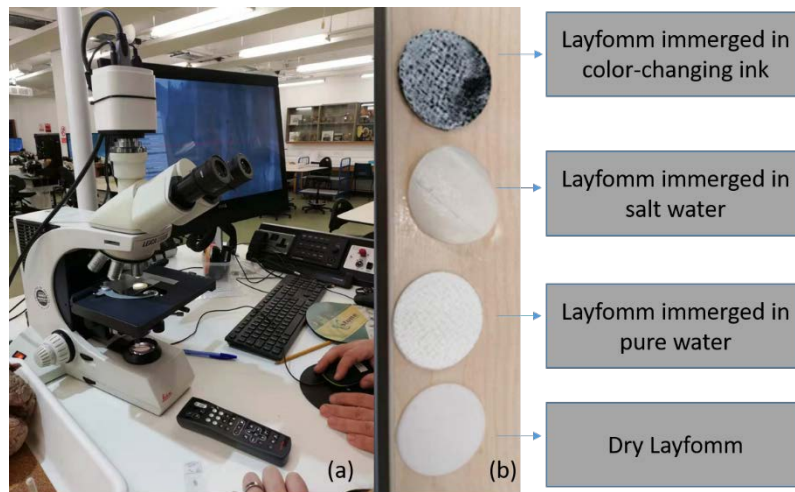 Layfomm immerged in
color-changing ink
Layfomm immerged in
salt water
Layfomm immerged in
pure water
Dry Layfomm
(a)
(b)